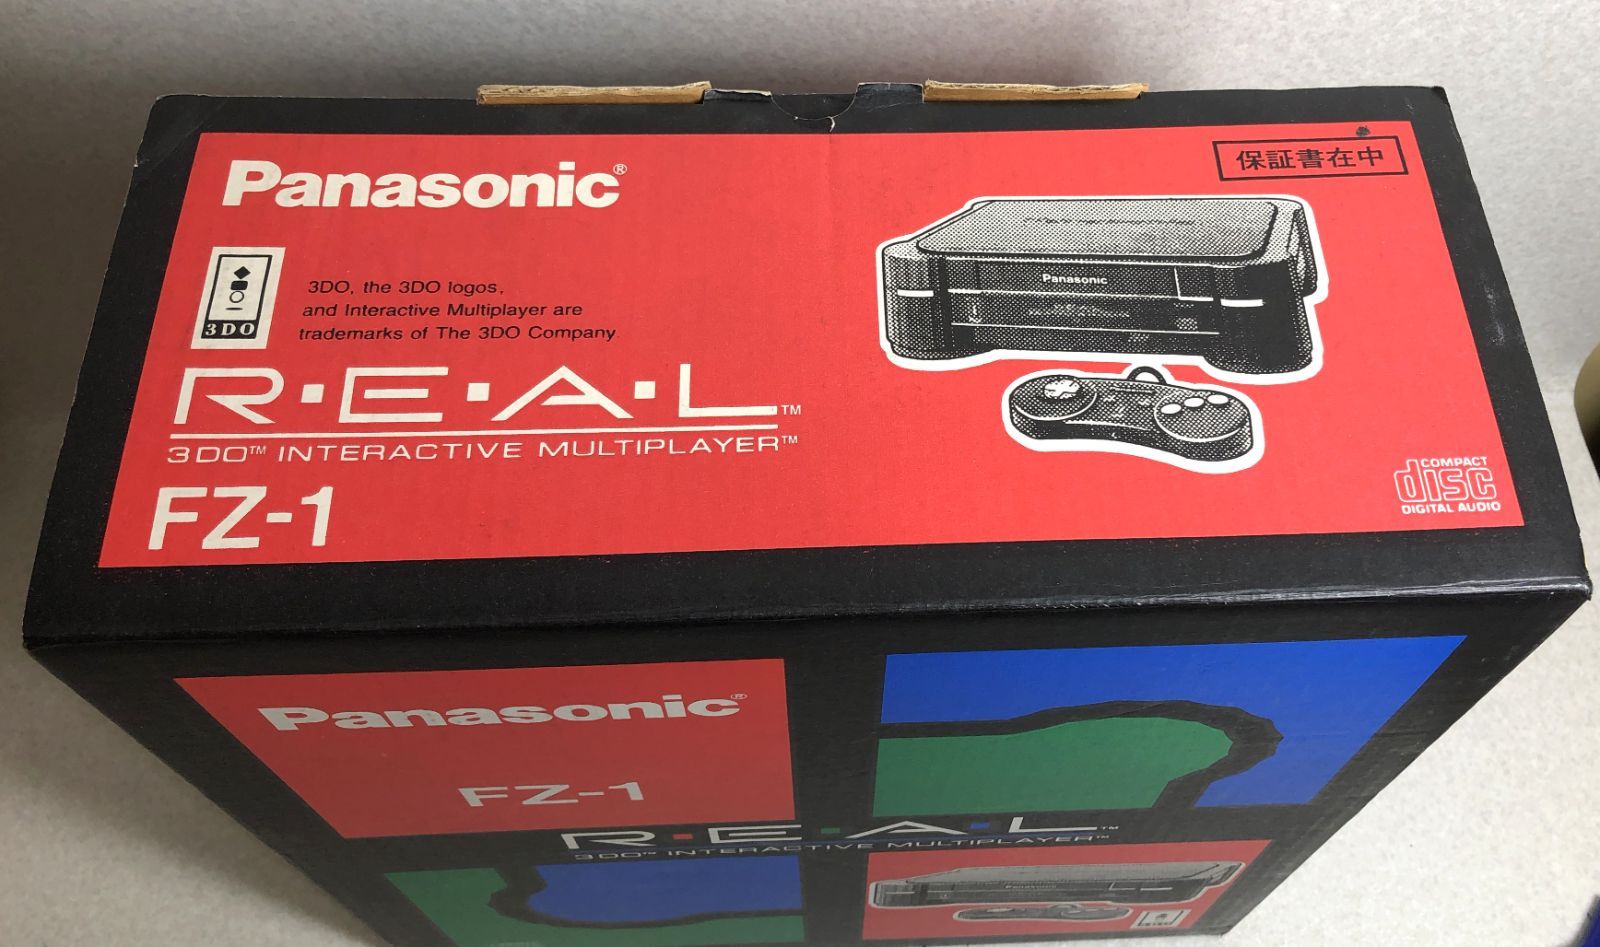 Panasonic®
保証書在中
Panasonic
3DO
3DO, the 3DO logos,
and Interactive Multiplayer are
trademarks of The 3DO Company.
R·E·A·L™
3DO™ INTERACTIVE MULTIPLAYER™
FZ-1
COMPACT
disc
DIGITAL AUDIO
Panasonic®
FZ-1
R·E·A·L™
3DO™ INTERACTIVE MULTIPLAYER™
Panasonic